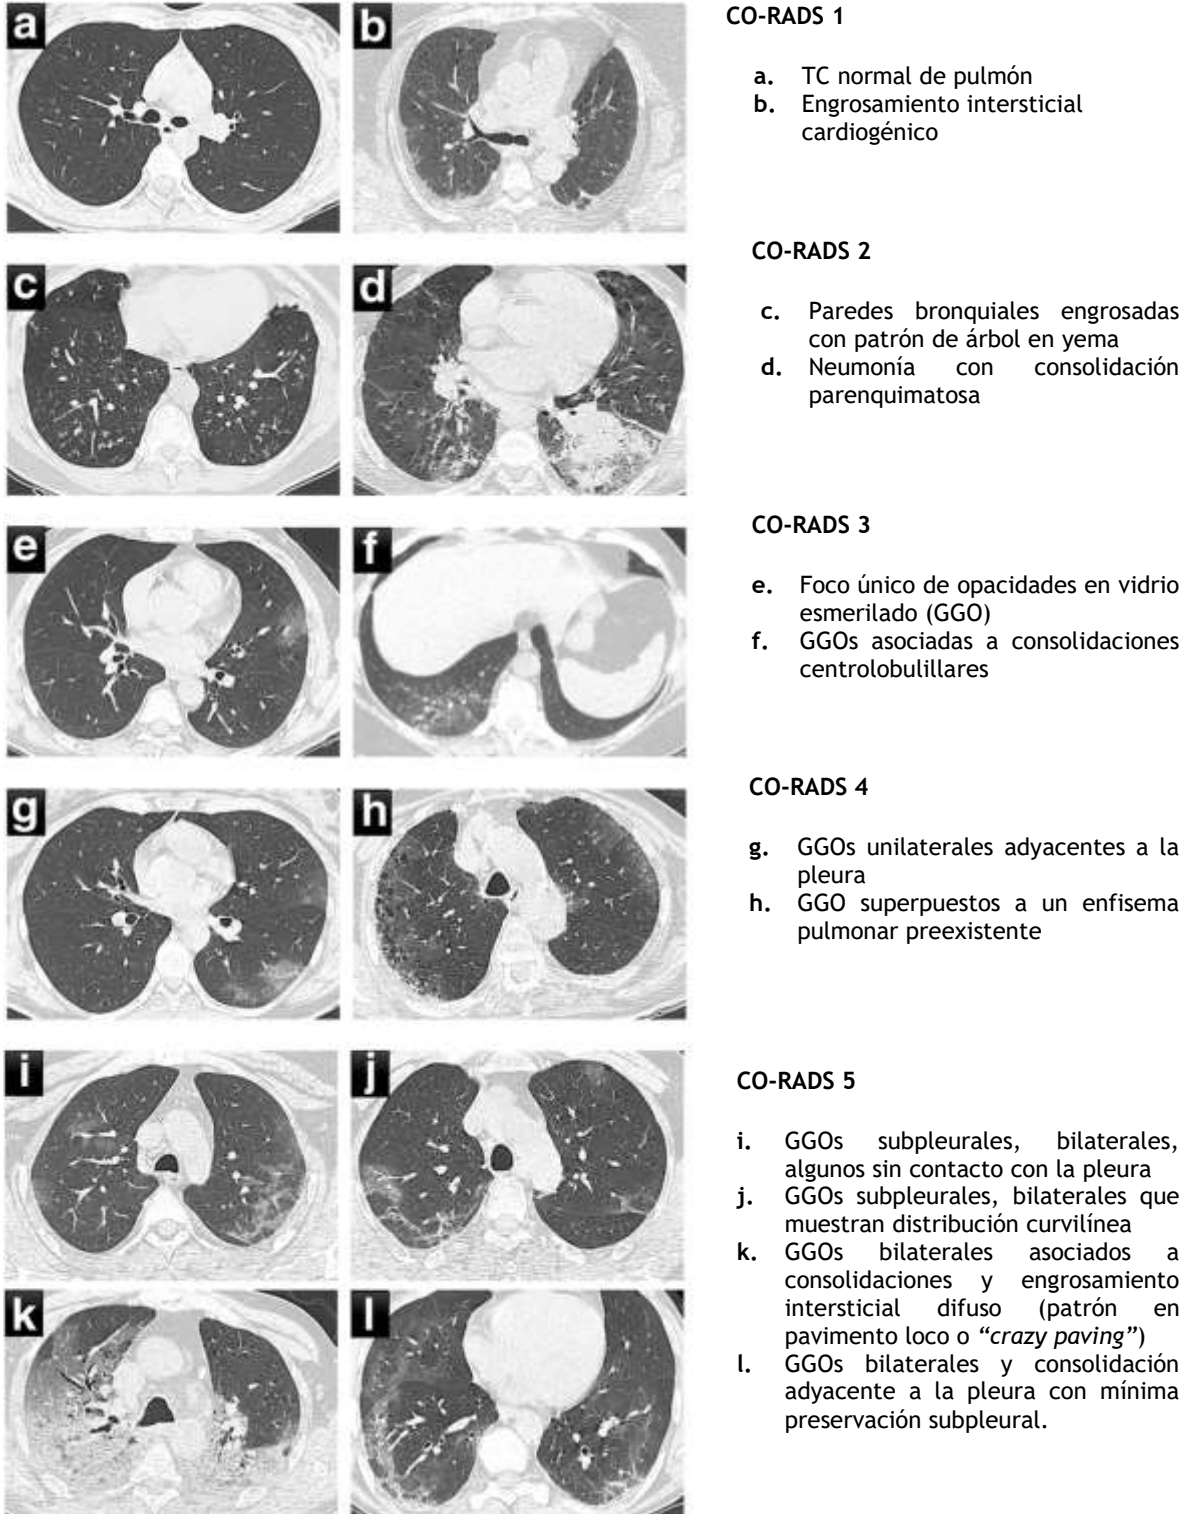 a
b
CO-RADS 1
a. TC normal de pulmón
b. Engrosamiento intersticial
cardiogénico
c
d
CO-RADS 2
c. Paredes bronquiales engrosadas
con patrón de árbol en yema
d. Neumonía con consolidación
parenquimatosa
e
f
CO-RADS 3
e. Foco único de opacidades en vidrio
esmerilado (GGO)
f. GGOs asociadas a consolidaciones
centrolobulillares
g
h
CO-RADS 4
g. GGOs unilaterales adyacentes a la
pleura
h. GGO superpuestos a un enfisema
pulmonar preexistente
i
j
k
l
CO-RADS 5
i. GGOs subpleurales, bilaterales,
algunos sin contacto con la pleura
j. GGOs subpleurales, bilaterales que
muestran distribución curvilínea
k. GGOs bilaterales asociados a
consolidaciones y engrosamiento
intersticial difuso (patrón en
pavimento loco o “crazy paving”)
l. GGOs bilaterales y consolidación
adyacente a la pleura con mínima
preservación subpleural.